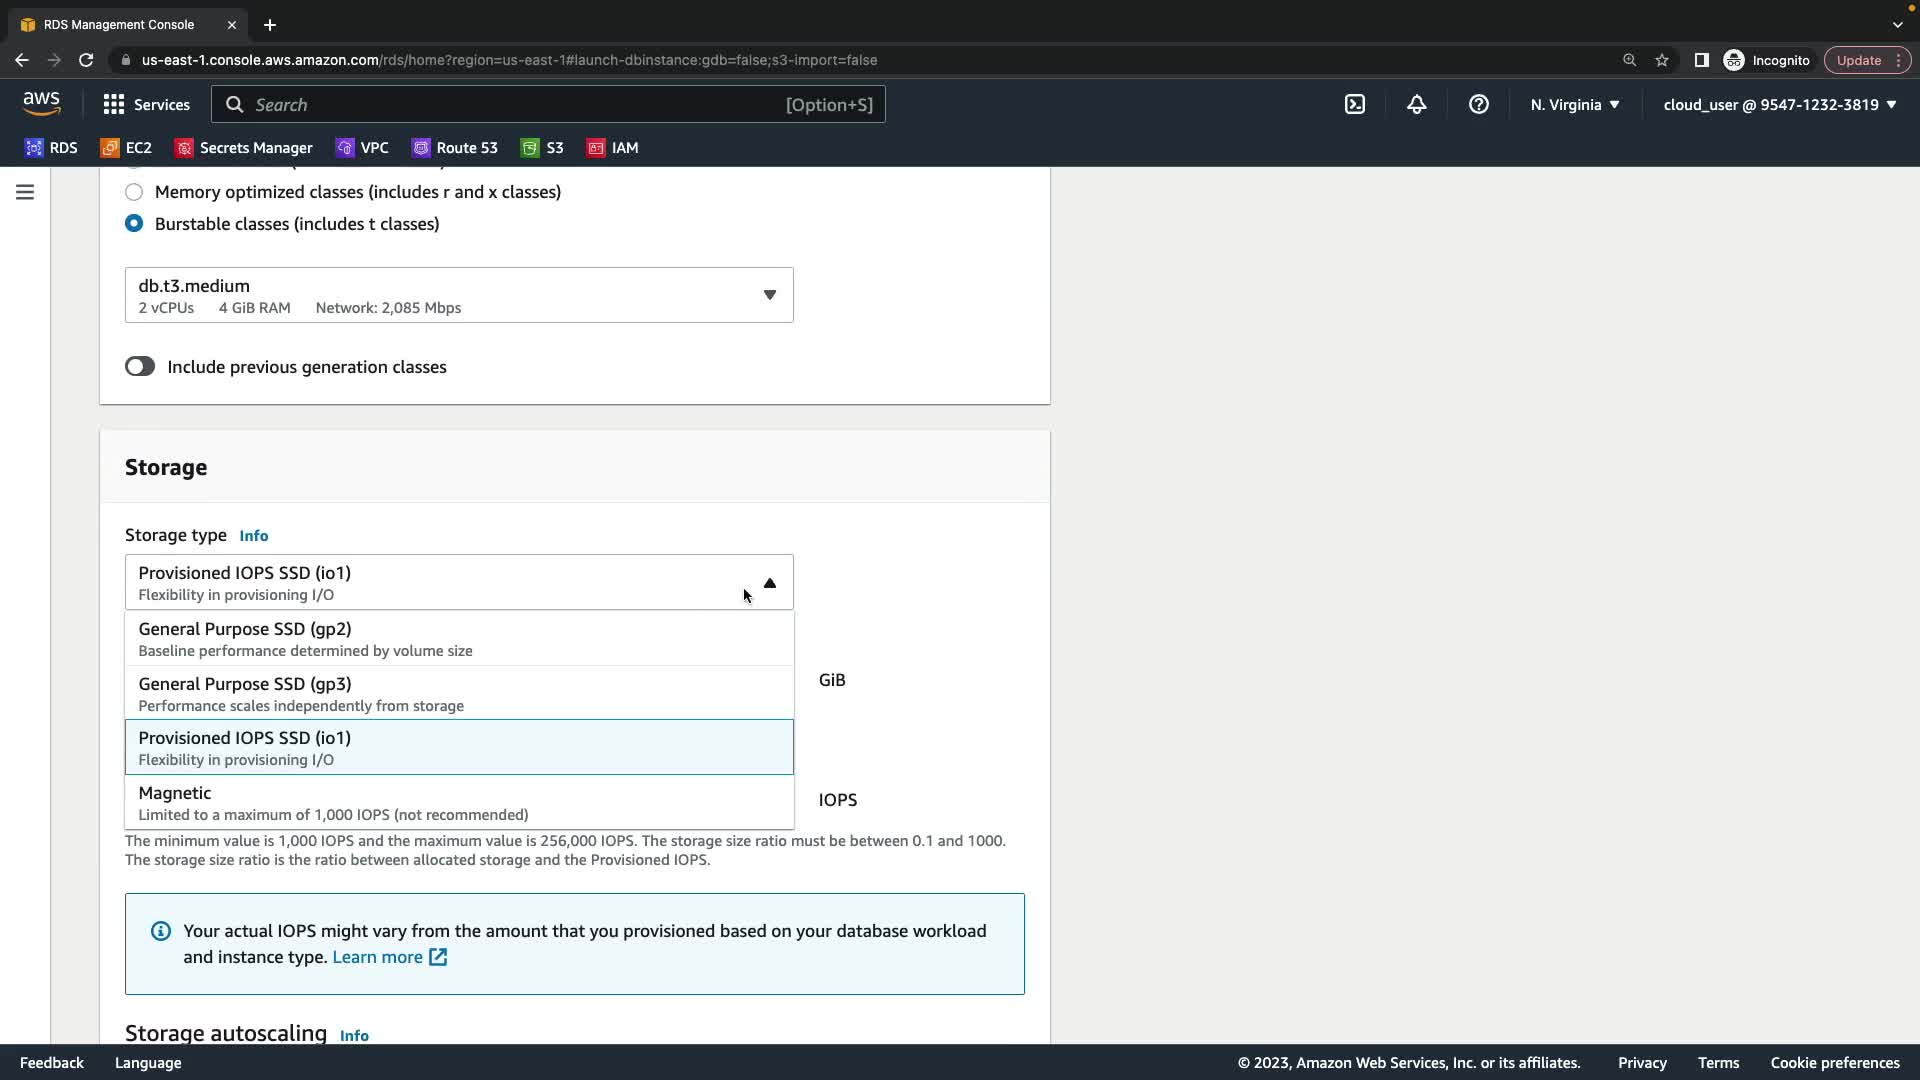 RDS Management Console
us-east-1.console.aws.amazon.com/rds/home?region=us-east-1#launch-dbinstance:gdb=false;s3-import=false
Incognito
Update
aws
Services
Search
[Option+S]
N. Virginia
cloud_user @ 9547-1232-3819
RDS
EC2
Secrets Manager
VPC
Route 53
S3
IAM
Memory optimized classes (includes r and x classes)
Burstable classes (includes t classes)
db.t3.medium
2 vCPUs 4 GiB RAM Network: 2,085 Mbps
Include previous generation classes
Storage
Storage type Info
Provisioned IOPS SSD (io1)
Flexibility in provisioning I/O
General Purpose SSD (gp2)
Baseline performance determined by volume size
General Purpose SSD (gp3)
Performance scales independently from storage
GiB
Provisioned IOPS SSD (io1)
Flexibility in provisioning I/O
Magnetic
Limited to a maximum of 1,000 IOPS (not recommended)
IOPS
The minimum value is 1,000 IOPS and the maximum value is 256,000 IOPS. The storage size ratio must be between 0.1 and 1000.
The storage size ratio is the ratio between allocated storage and the Provisioned IOPS.
Your actual IOPS might vary from the amount that you provisioned based on your database workload
and instance type. Learn more
Storage autoscaling Info
Feedback
Language
© 2023, Amazon Web Services, Inc. or its affiliates.
Privacy
Terms
Cookie preferences